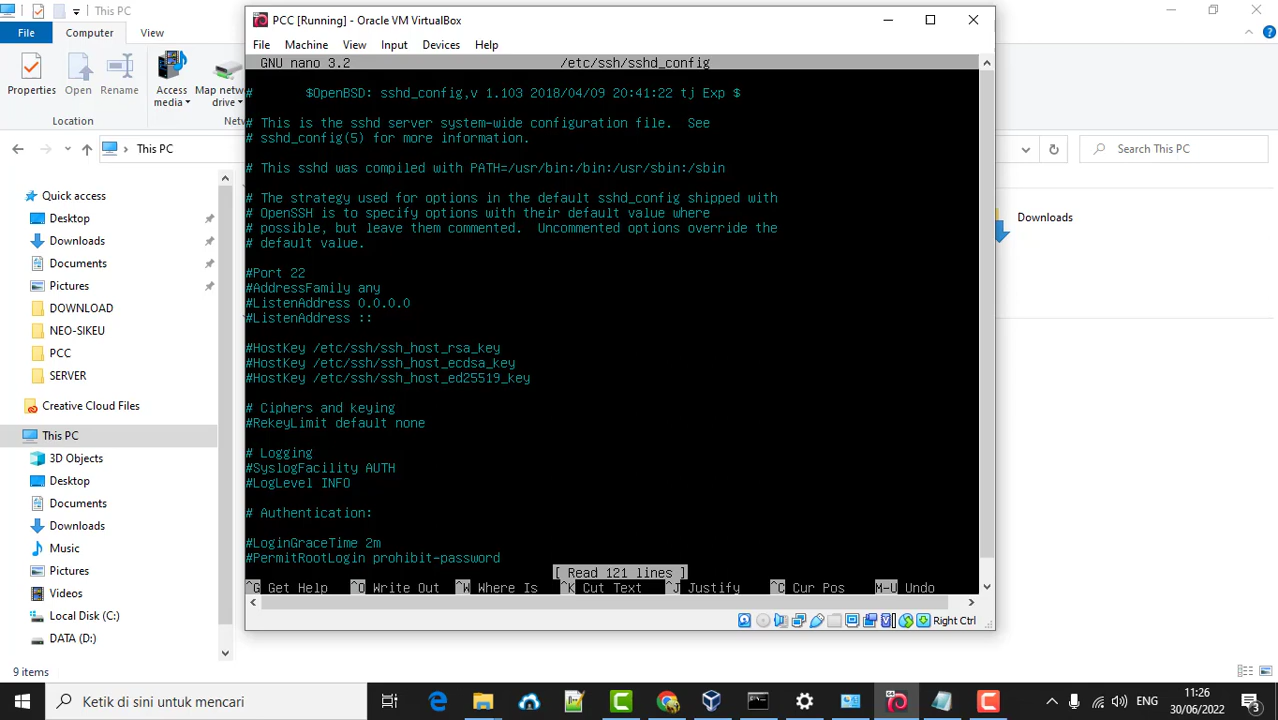 This PC
PCC [Running] - Oracle VM VirtualBox
File Computer View
File Machine View Input Devices Help
GNU nano 3.2 /etc/ssh/sshd_config
# $OpenBSD: sshd_config,v 1.103 2018/04/09 20:41:22 tj Exp $
# This is the sshd server system-wide configuration file. See
# sshd_config(5) for more information.
# This sshd was compiled with PATH=/usr/bin:/bin:/usr/sbin:/sbin
# The strategy used for options in the default sshd_config shipped with
# OpenSSH is to specify options with their default value where
# possible, but leave them commented. Uncommented options override the
# default value.
#Port 22
#AddressFamily any
#ListenAddress 0.0.0.0
#ListenAddress ::
#HostKey /etc/ssh/ssh_host_rsa_key
#HostKey /etc/ssh/ssh_host_ecdsa_key
#HostKey /etc/ssh/ssh_host_ed25519_key
# Ciphers and keying
#RekeyLimit default none
# Logging
#SyslogFacility AUTH
#LogLevel INFO
# Authentication:
#LoginGraceTime 2m
#PermitRootLogin prohibit-password
[ Read 121 lines ]
^G Get Help ^O Write Out ^W Where Is ^K Cut Text ^J Justify ^C Cur Pos M-U Undo
Right Ctrl
Properties Open Rename
Access media
Map netw drive
Location
Netw
This PC
Search This PC
Quick access
Desktop
Downloads
Documents
Pictures
DOWNLOAD
NEO-SIKEU
PCC
SERVER
Creative Cloud Files
This PC
3D Objects
Desktop
Documents
Downloads
Music
Pictures
Videos
Local Disk (C:)
DATA (D:)
Downloads
9 items
Ketik di sini untuk mencari
ENG
11:26
30/06/2022
3